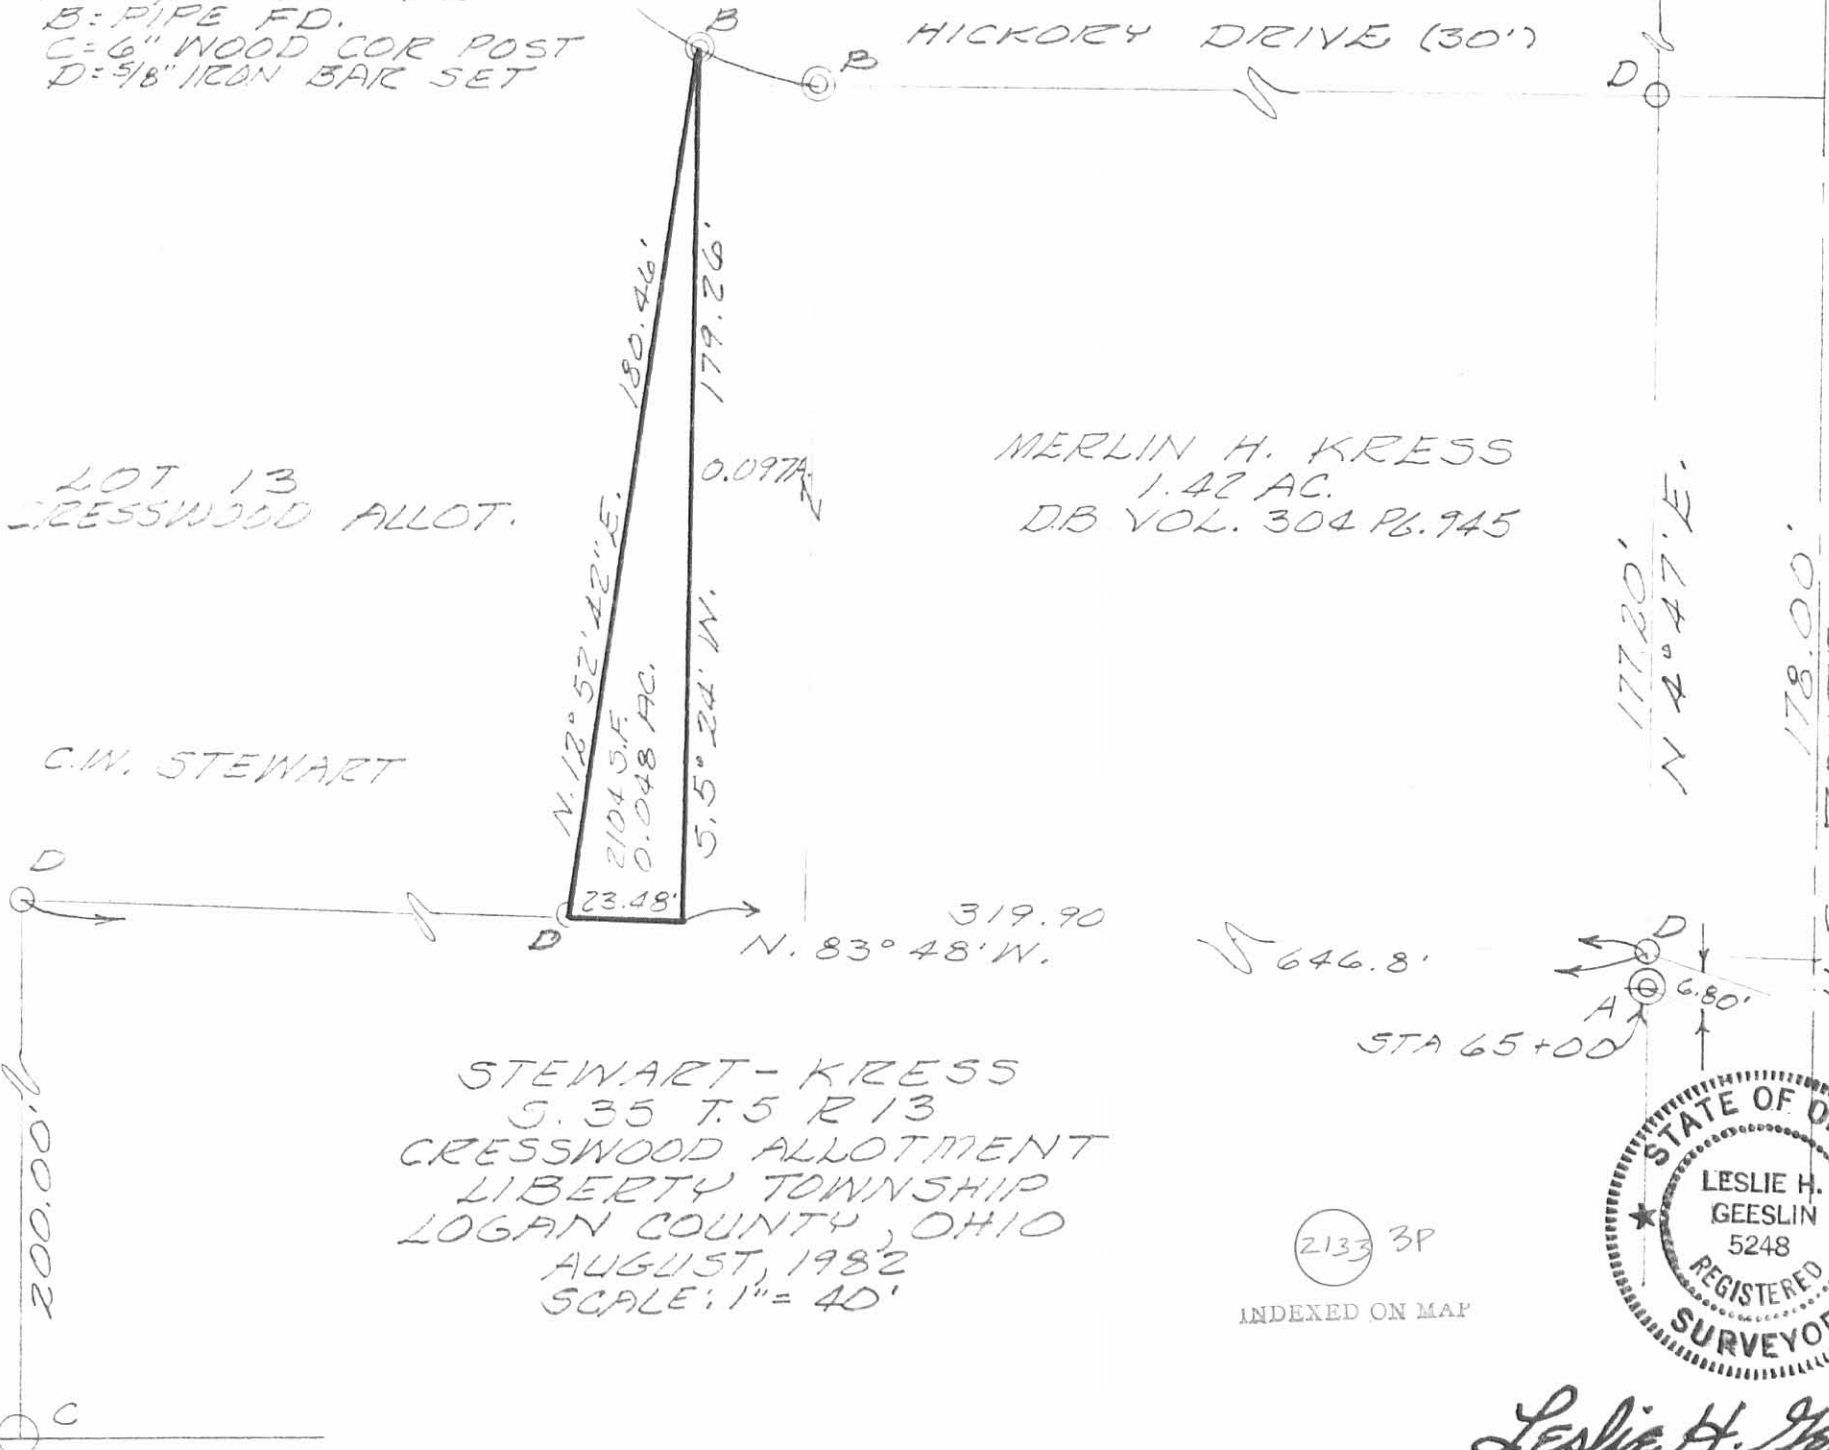 B=PIPE FD.
C=6" WOOD COR POST
D=5/8" IRON BAR SET
B
B
HICKORY DRIVE (30')
D
180.46'
179.26'
0.097A
LOT 13
CRESSWOOD ALLOT.
MERLIN H. KRESS
1.42 AC.
D.B VOL. 304 PG.945
N. 12° 52' 42" E.
2104 S.F.
0.048 AC.
S. 5° 24' W.
177.20'
N 4° 47' E.
178.00'
C.W. STEWART
D
23.48'
D
319.90
N. 83° 48' W.
646.8'
D
A
6.80'
STA 65+00
STEWART-KRESS
S. 35 T.5 R 13
CRESSWOOD ALLOTMENT
LIBERTY TOWNSHIP
LOGAN COUNTY, OHIO
AUGUST, 1982
SCALE: 1"= 40'
200.00'
C
2133 3P
INDEXED ON MAP
STATE OF O
LESLIE H.
GEESLIN
5248
REGISTERED
SURVEYOR
Leslie H.